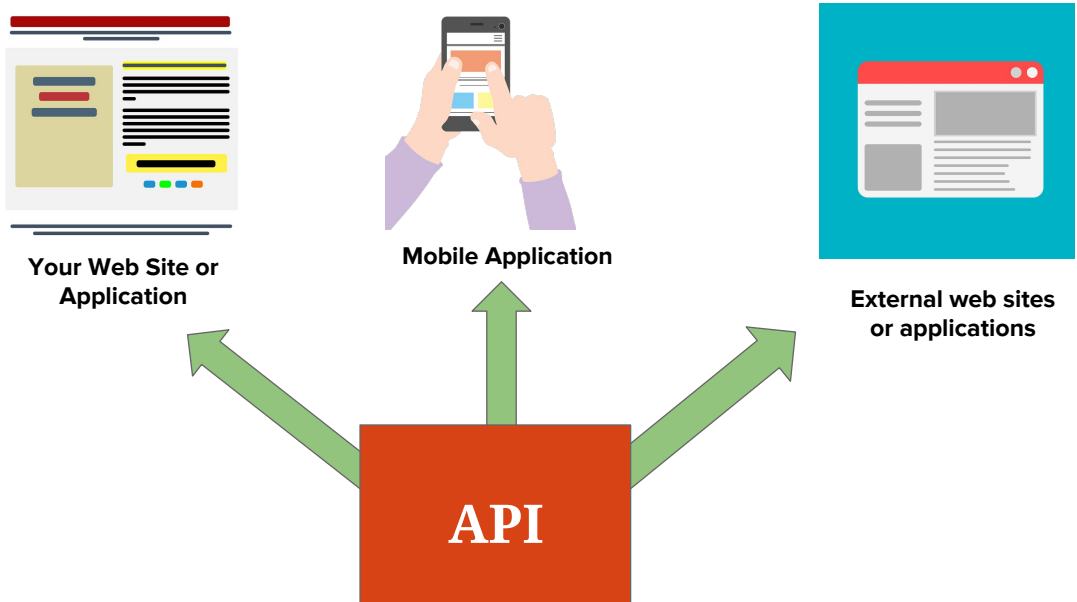 Your Web Site or
Application
Mobile Application
External web sites
or applications
API